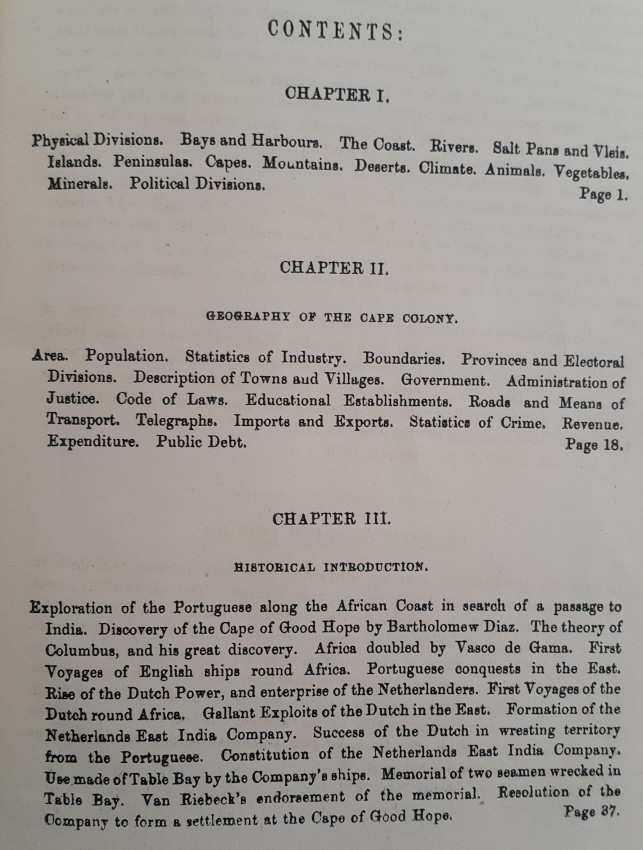 CONTENTS:
CHAPTER I.
Physical Divisions. Bays and Harbours. The Coast. Rivers. Salt Pans and Vleis.
Islands. Peninsulas. Capes. Mountains. Deserts. Climate. Animals. Vegetables.
Minerals. Political Divisions. Page 1.
CHAPTER II.
GEOGRAPHY OF THE CAPE COLONY.
Area. Population. Statistics of Industry. Boundaries. Provinces and Electoral
Divisions. Description of Towns and Villages. Government. Administration of
Justice. Code of Laws. Educational Establishments. Roads and Means of
Transport. Telegraphs. Imports and Exports. Statistics of Crime. Revenue.
Expenditure. Public Debt. Page 18.
CHAPTER III.
HISTORICAL INTRODUCTION.
Exploration of the Portuguese along the African Coast in search of a passage to
India. Discovery of the Cape of Good Hope by Bartholomew Diaz. The theory of
Columbus, and his great discovery. Africa doubled by Vasco de Gama. First
Voyages of English ships round Africa. Portuguese conquests in the East.
Rise of the Dutch Power, and enterprise of the Netherlanders. First Voyages of the
Dutch round Africa. Gallant Exploits of the Dutch in the East. Formation of the
Netherlands East India Company. Success of the Dutch in wresting territory
from the Portuguese. Constitution of the Netherlands East India Company.
Use made of Table Bay by the Company's ships. Memorial of two seamen wrecked in
Table Bay. Van Riebeck's endorsement of the memorial. Resolution of the
Company to form a settlement at the Cape of Good Hope. Page 37.